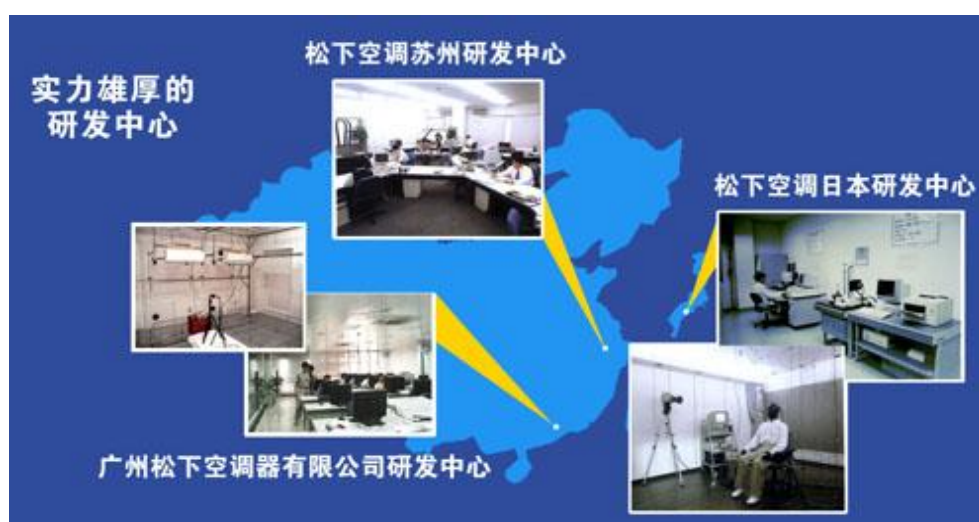 松下空调苏州研发中心
实力雄厚的
研发中心
松下空调日本研发中心
广州松下空调器有限公司研发中心